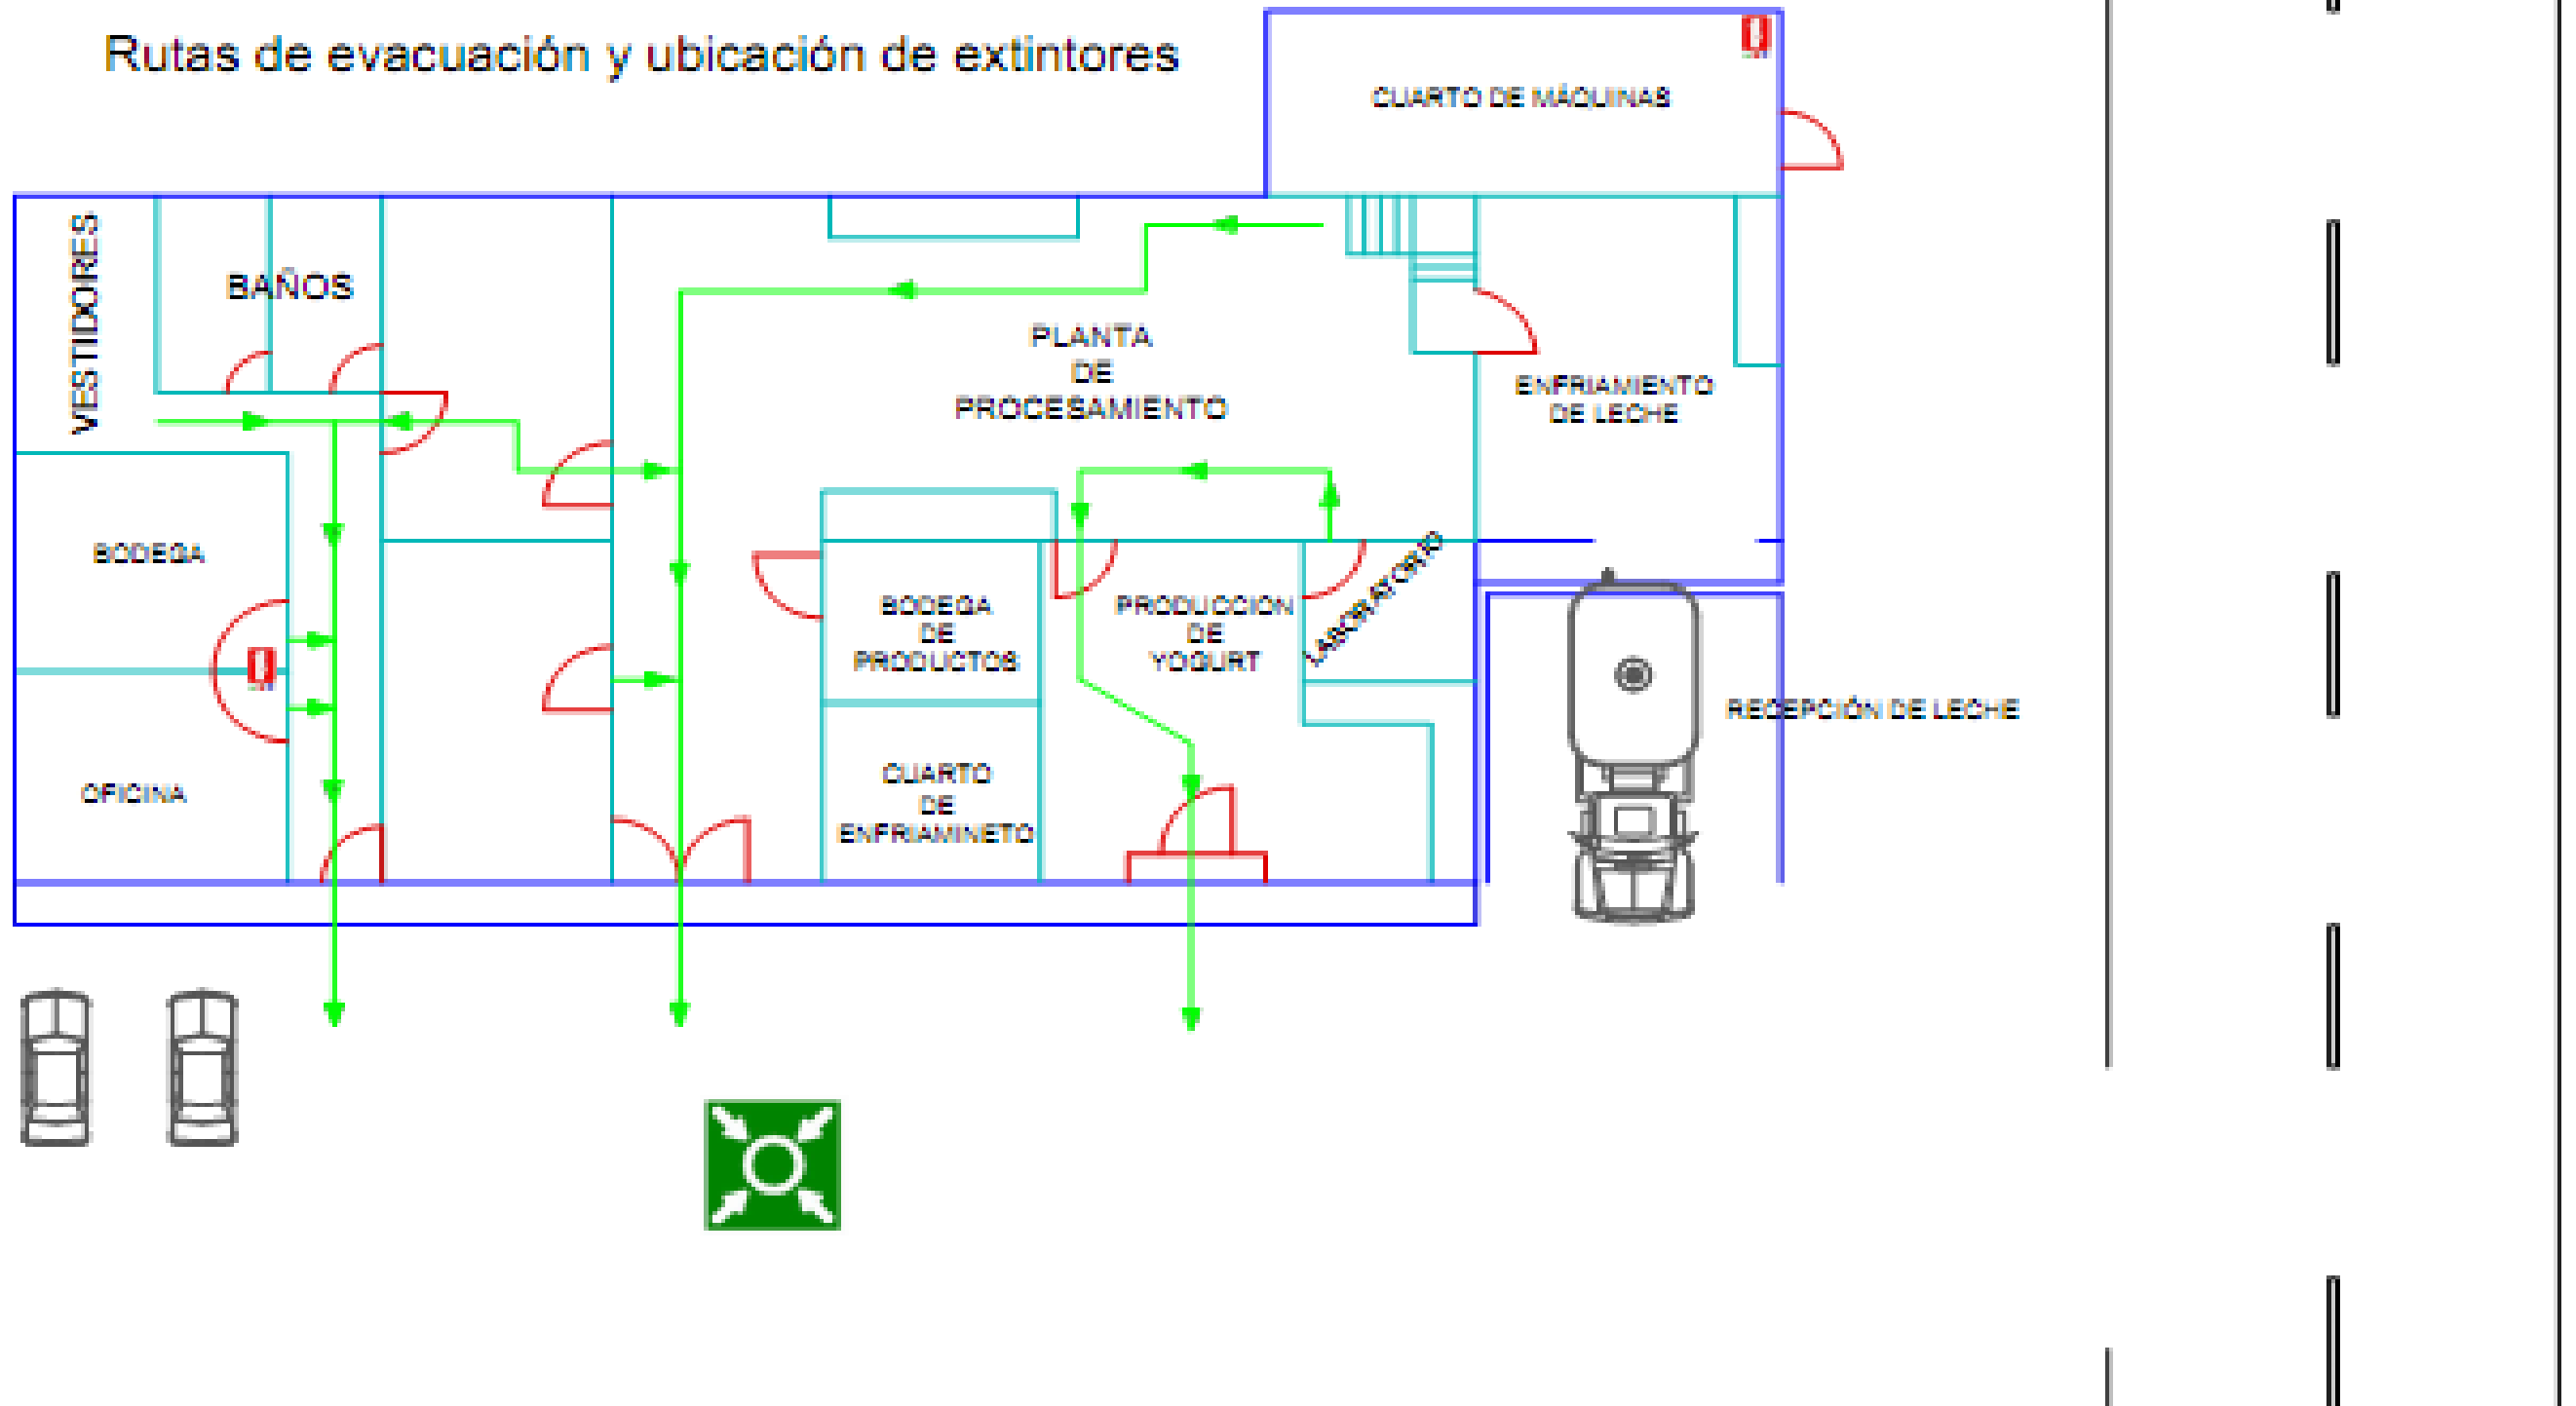 Rutas de evacuación y ubicación de extintores
CUARTO DE MÁQUINAS
VESTIDORES
BAÑOS
PLANTA
DE
PROCESAMIENTO
ENFRIAMIENTO
DE LECHE
BODEGA
BODEGA
DE
PRODUCTOS
PRODUCCION
DE
YOGURT
LABORATORIO
RECEPCIÓN DE LECHE
OFICINA
CUARTO
DE
ENFRIAMINETO